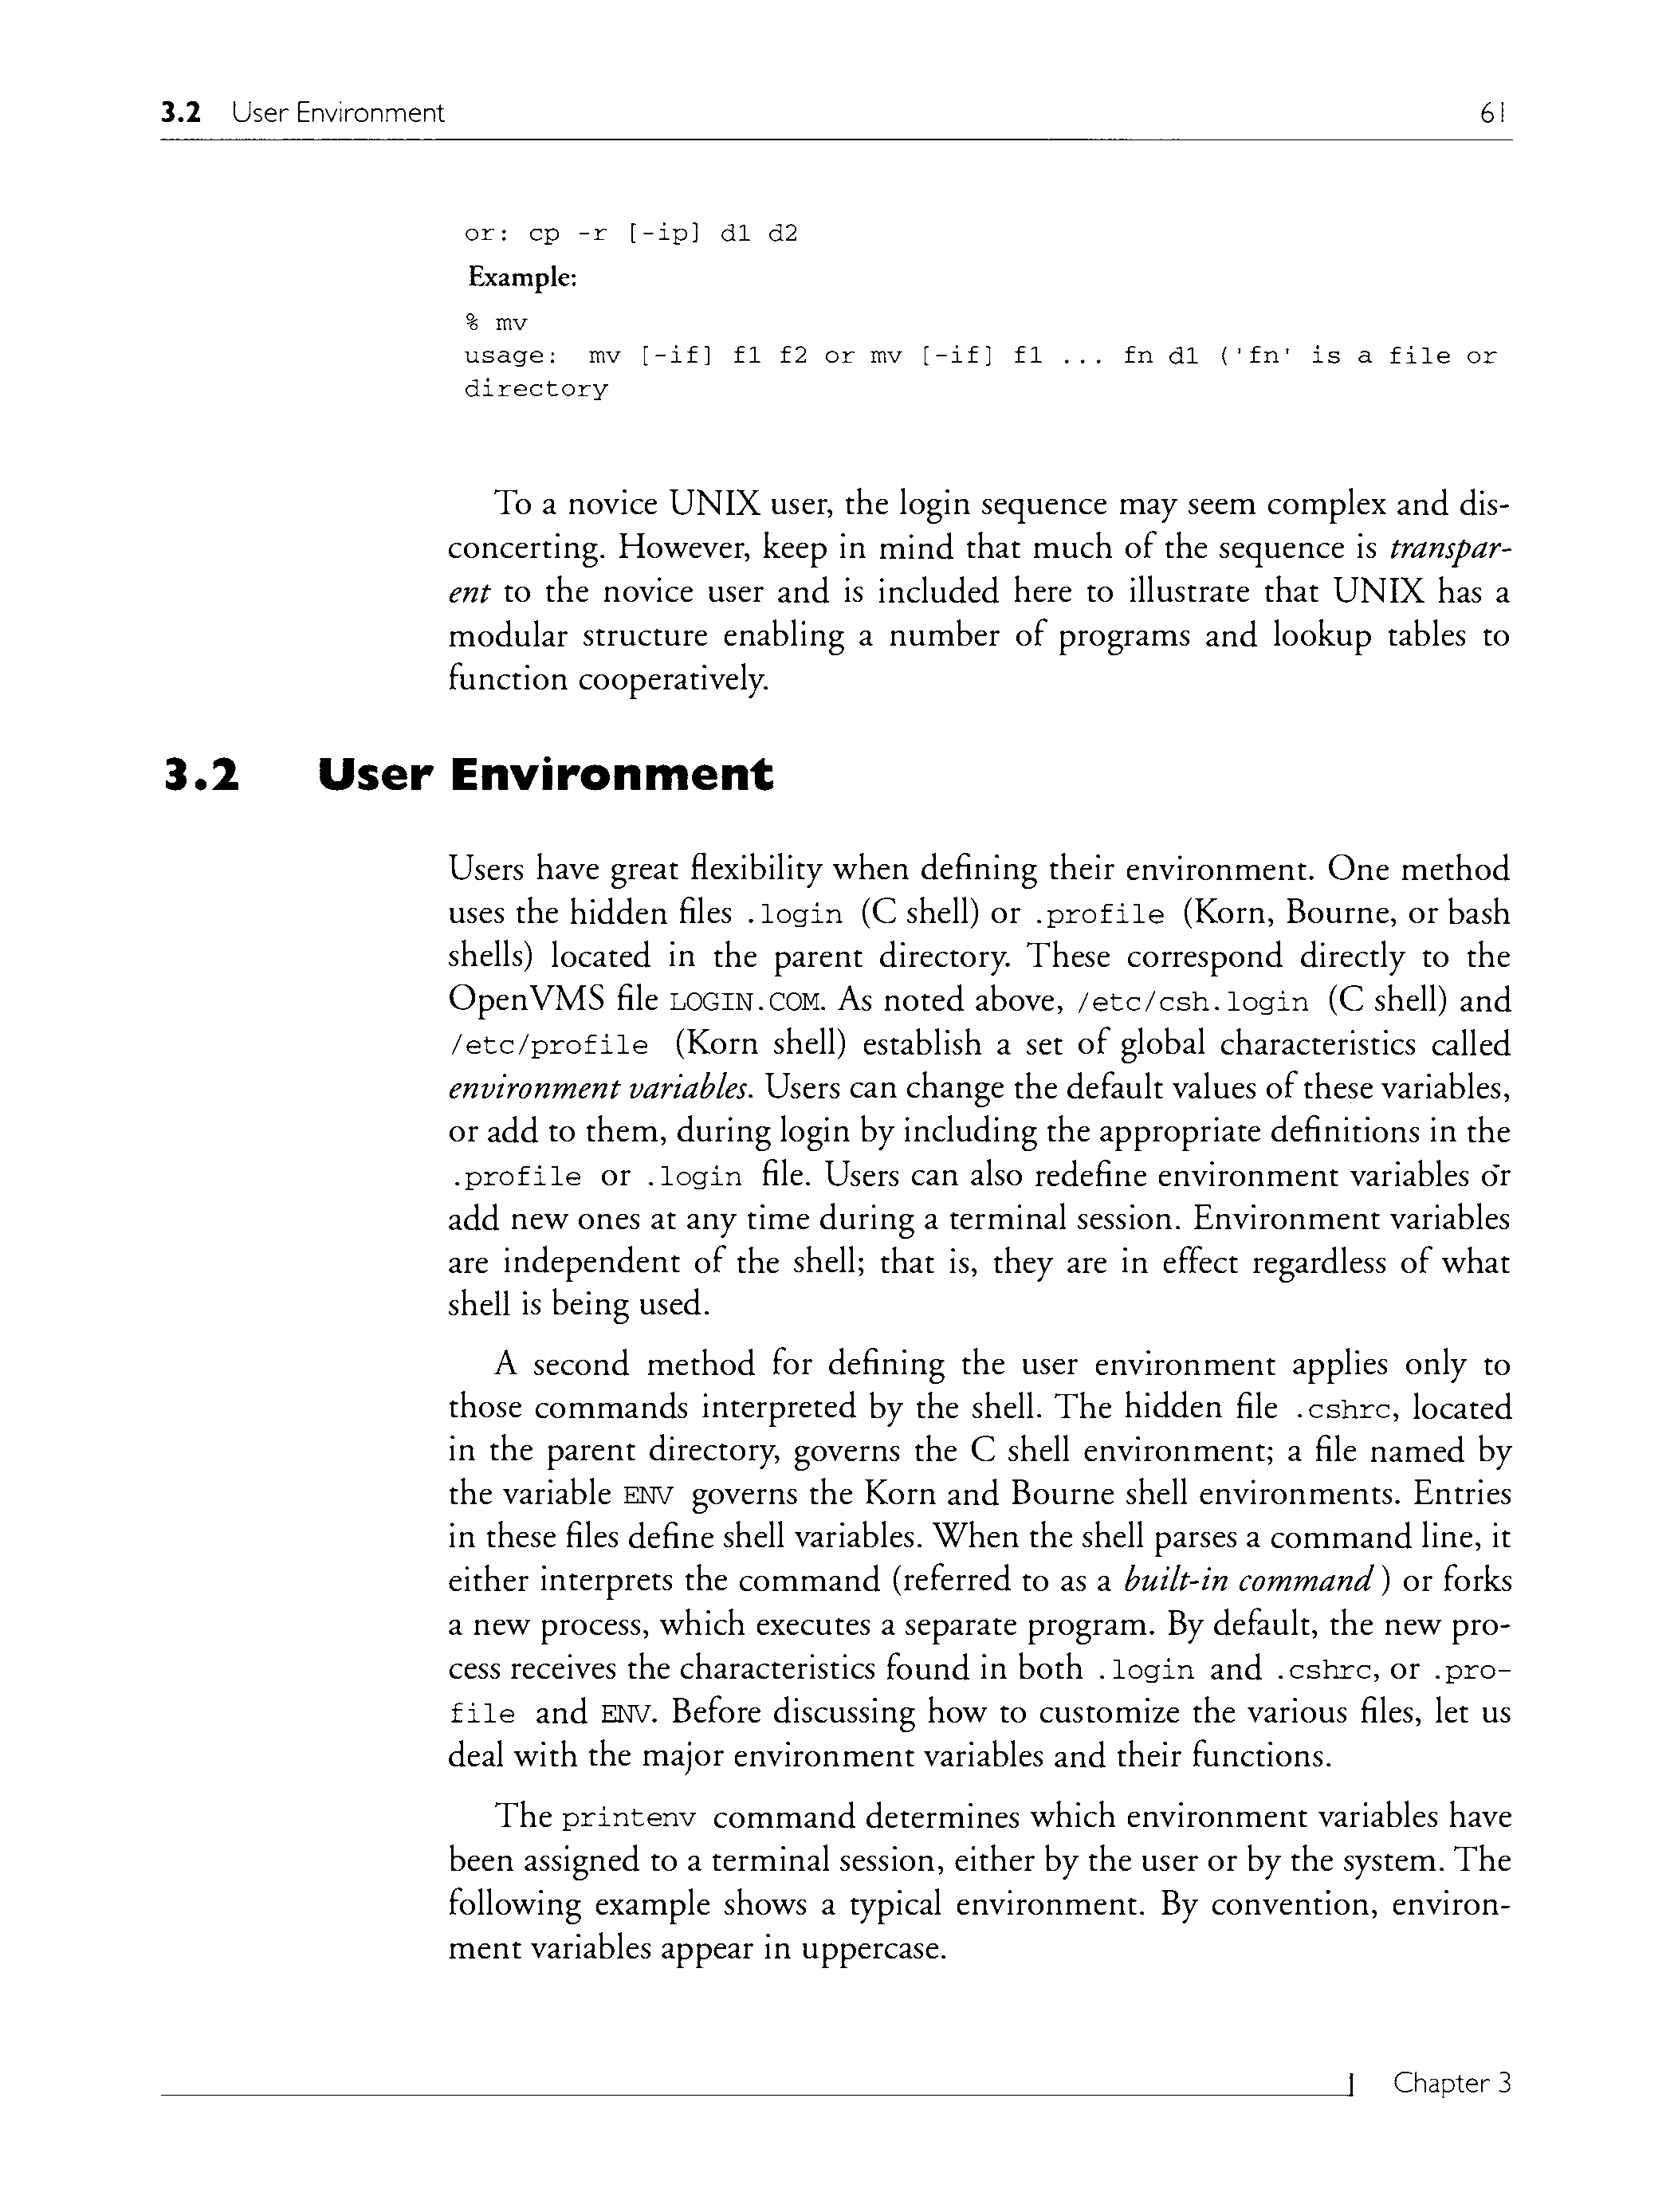 3.2 User Environment 61
or: cp -r [-ip] d1 d2
Example:
% mv
usage: mv [-if] f1 f2 or mv [-if] f1 ... fn d1 ('fn' is a file or
directory
To a novice UNIX user, the login sequence may seem complex and dis-
concerting. However, keep in mind that much of the sequence is transpar-
ent to the novice user and is included here to illustrate that UNIX has a
modular structure enabling a number of programs and lookup tables to
function cooperatively.
3.2 User Environment
Users have great flexibility when defining their environment. One method
uses the hidden files .login (C shell) or .profile (Korn, Bourne, or bash
shells) located in the parent directory. These correspond directly to the
OpenVMS file LOGIN.COM. As noted above, /etc/csh.login (C shell) and
/etc/profile (Korn shell) establish a set of global characteristics called
environment variables. Users can change the default values of these variables,
or add to them, during login by including the appropriate definitions in the
.profile or .login file. Users can also redefine environment variables or
add new ones at any time during a terminal session. Environment variables
are independent of the shell; that is, they are in effect regardless of what
shell is being used.
A second method for defining the user environment applies only to
those commands interpreted by the shell. The hidden file .cshrc, located
in the parent directory, governs the C shell environment; a file named by
the variable ENV governs the Korn and Bourne shell environments. Entries
in these files define shell variables. When the shell parses a command line, it
either interprets the command (referred to as a built-in command) or forks
a new process, which executes a separate program. By default, the new pro-
cess receives the characteristics found in both .login and .cshrc, or .pro-
file and ENV. Before discussing how to customize the various files, let us
deal with the major environment variables and their functions.
The printenv command determines which environment variables have
been assigned to a terminal session, either by the user or by the system. The
following example shows a typical environment. By convention, environ-
ment variables appear in uppercase.
Chapter 3